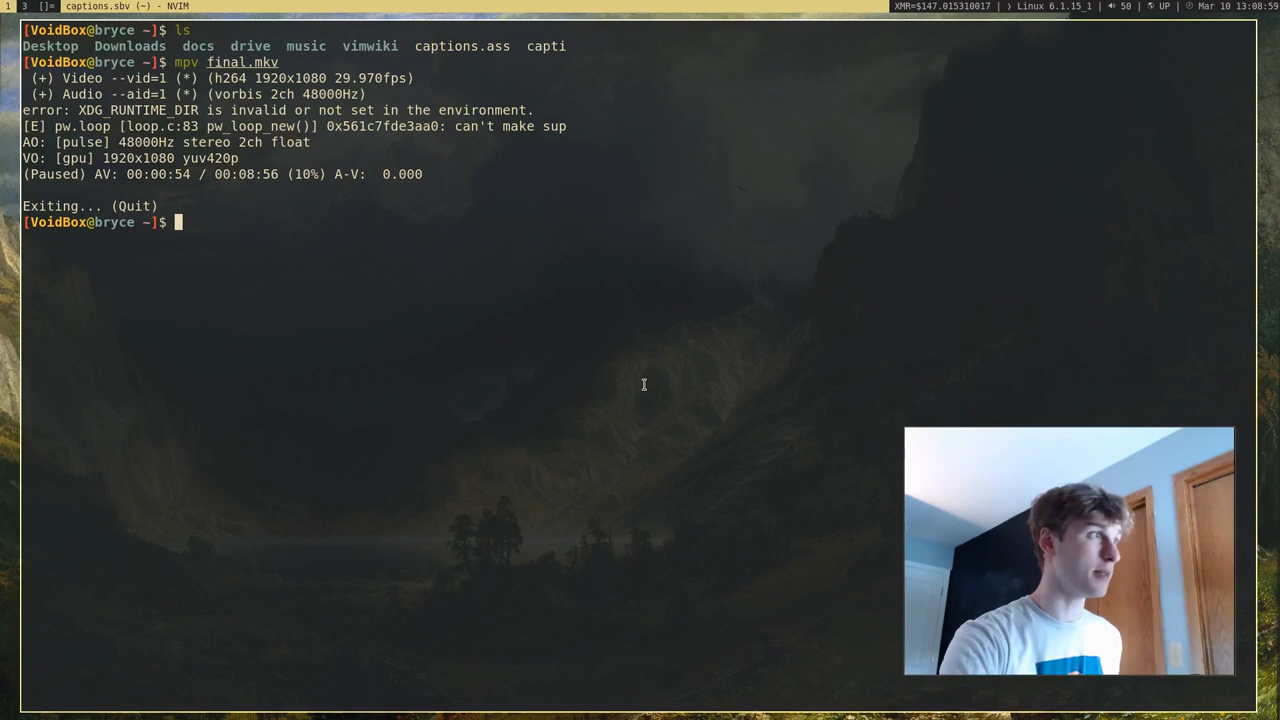 1 3 []= captions.sbv (~) - NVIM XMR=$147.015310017 | Linux 6.1.15_1 | 50 | UP | Mar 10 13:08:59
[VoidBox@bryce ~]$ ls
Desktop Downloads docs drive music vimwiki captions.ass capti
[VoidBox@bryce ~]$ mpv final.mkv
(+) Video --vid=1 (*) (h264 1920x1080 29.970fps)
(+) Audio --aid=1 (*) (vorbis 2ch 48000Hz)
error: XDG_RUNTIME_DIR is invalid or not set in the environment.
[E] pw.loop [loop.c:83 pw_loop_new()] 0x561c7fde3aa0: can't make sup
AO: [pulse] 48000Hz stereo 2ch float
VO: [gpu] 1920x1080 yuv420p
(Paused) AV: 00:00:54 / 00:08:56 (10%) A-V: 0.000
Exiting... (Quit)
[VoidBox@bryce ~]$